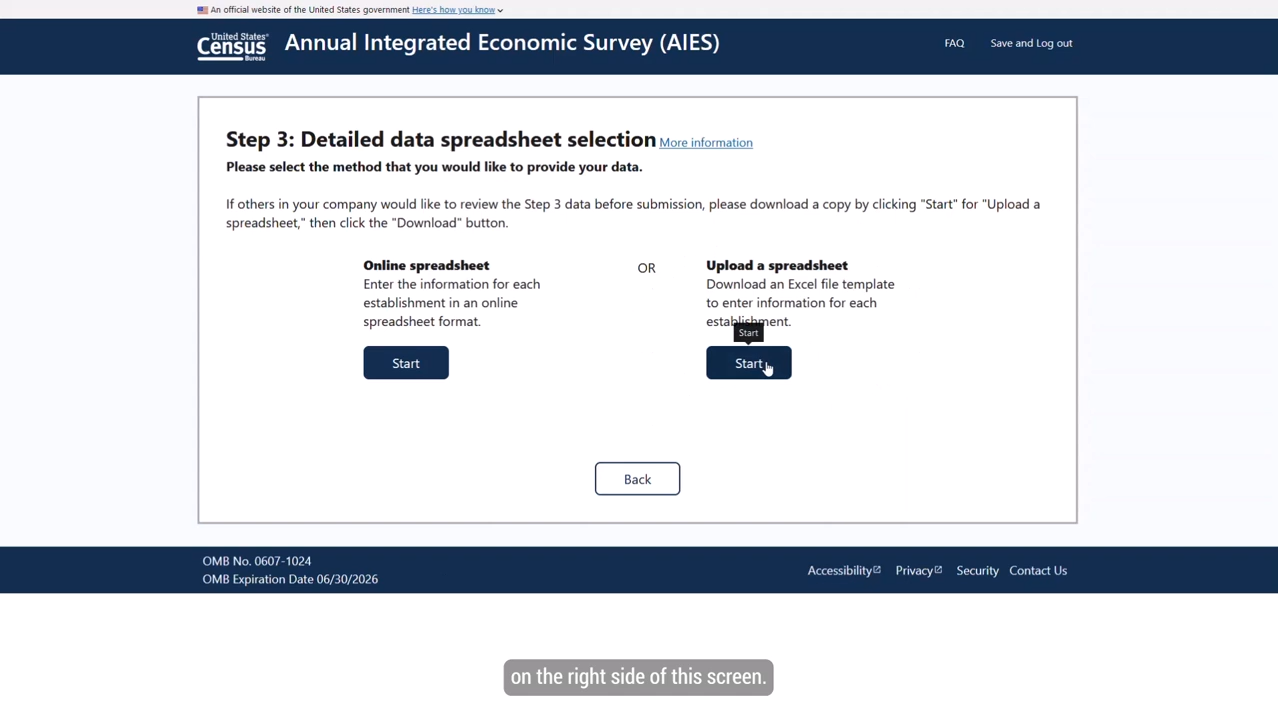 An official website of the United States government Here's how you know
United States®
Census
Bureau
Annual Integrated Economic Survey (AIES)
FAQ
Save and Log out
Step 3: Detailed data spreadsheet selection More information
Please select the method that you would like to provide your data.
If others in your company would like to review the Step 3 data before submission, please download a copy by clicking "Start" for "Upload a
spreadsheet," then click the "Download" button.
Online spreadsheet
Enter the information for each
establishment in an online
spreadsheet format.
Start
OR
Upload a spreadsheet
Download an Excel file template
to enter information for each
establishment.
Start
Start
Back
OMB No. 0607-1024
OMB Expiration Date 06/30/2026
Accessibility
Privacy
Security
Contact Us
on the right side of this screen.